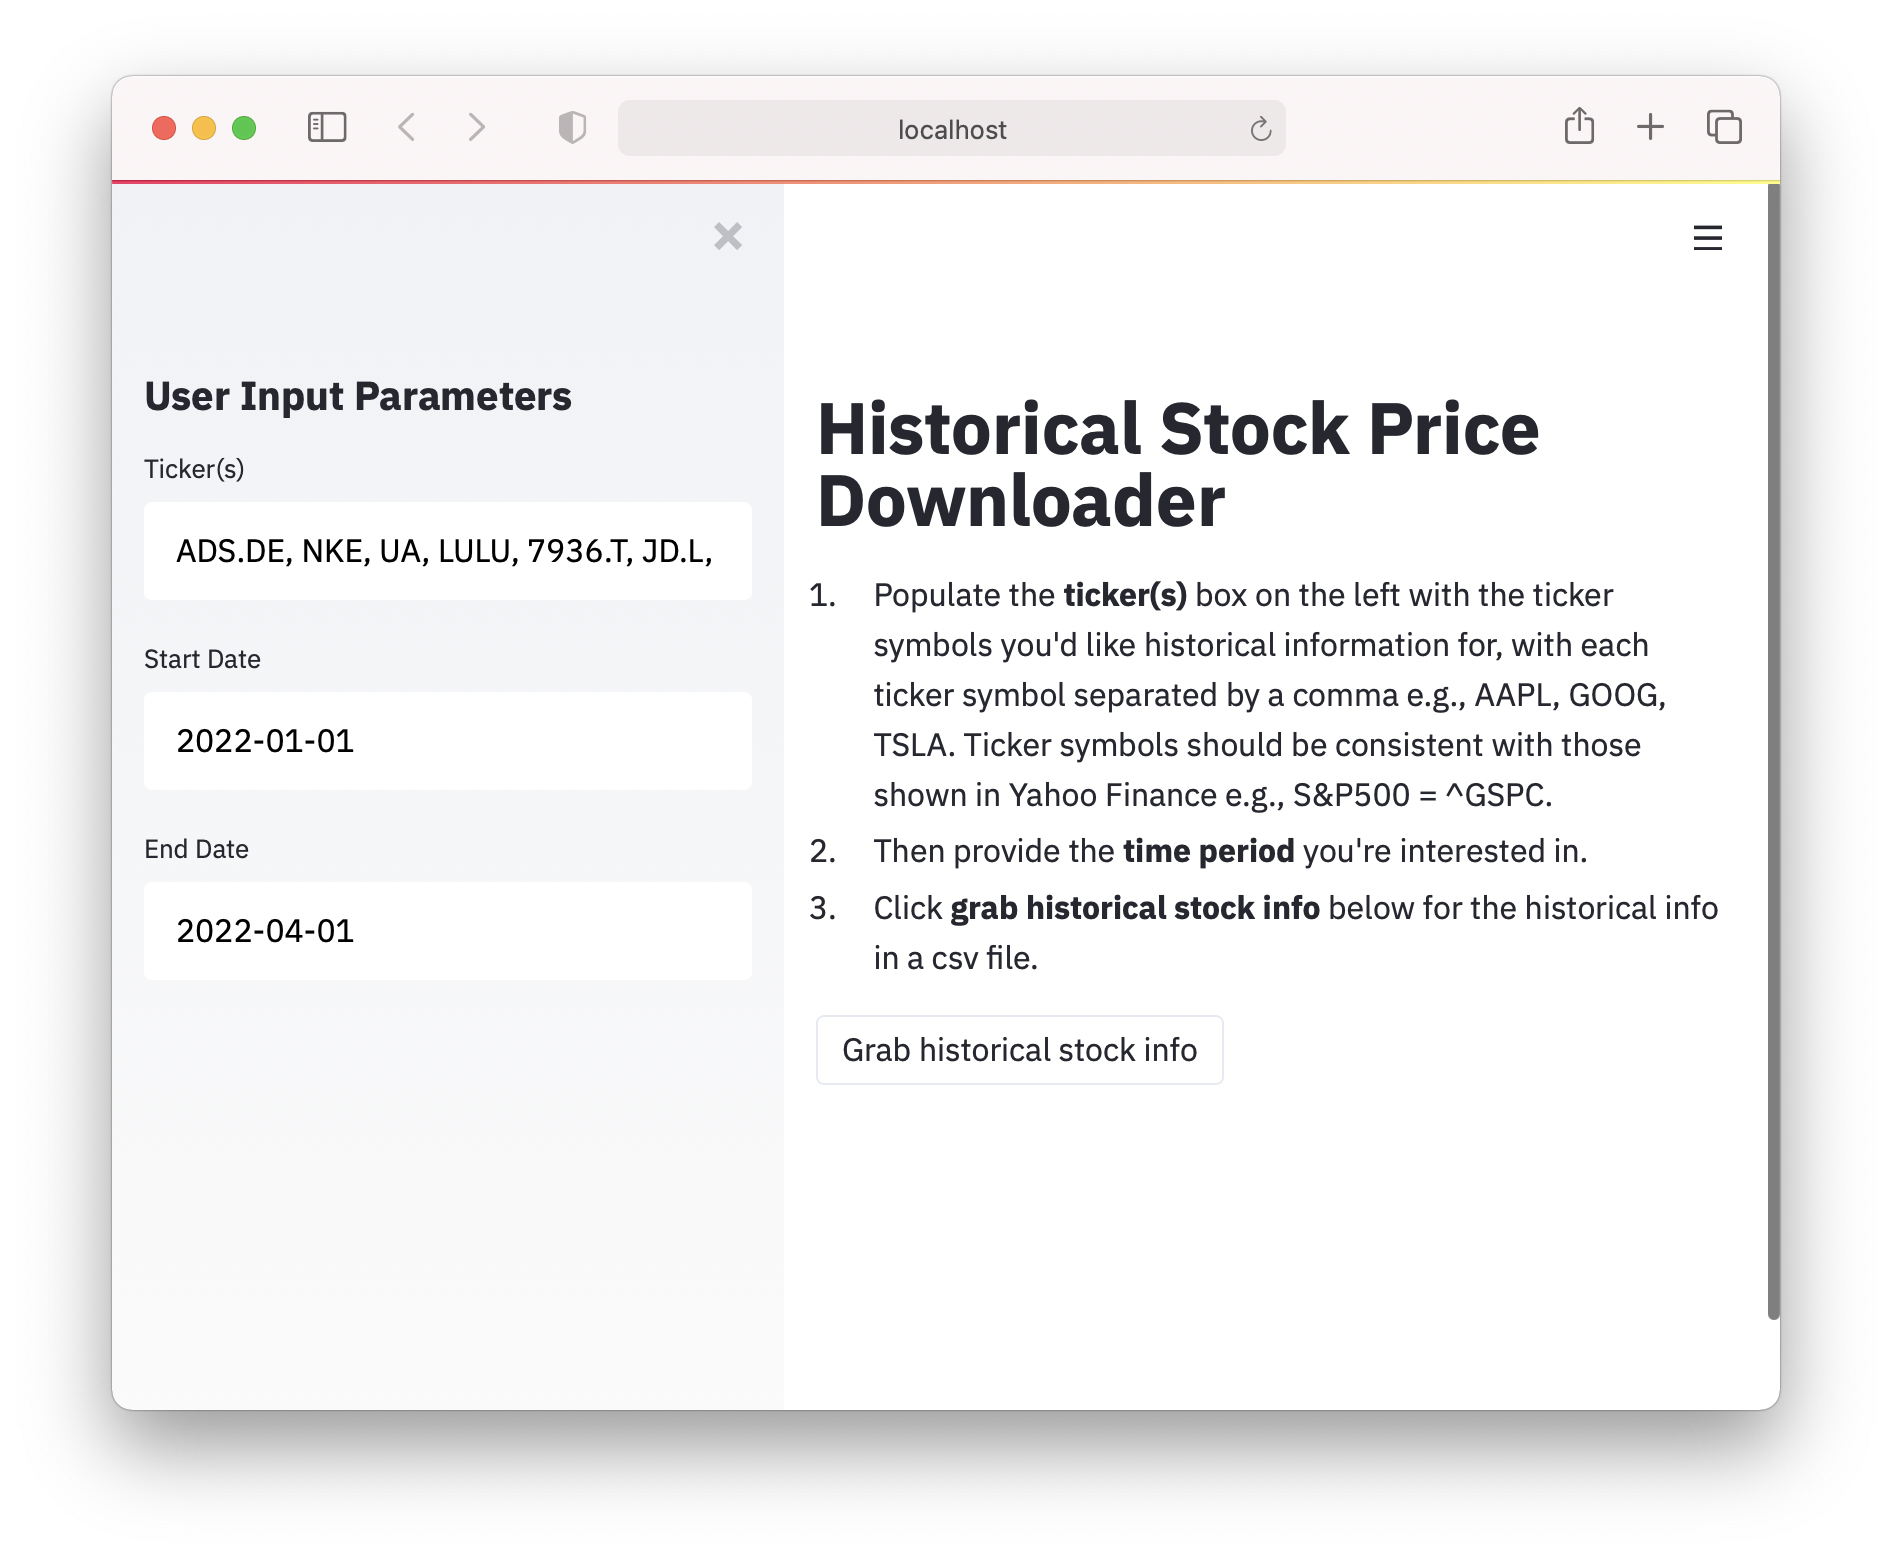 localhost
User Input Parameters
Ticker(s)
ADS.DE, NKE, UA, LULU, 7936.T, JD.L,
Start Date
2022-01-01
End Date
2022-04-01
Historical Stock Price
Downloader
1. Populate the ticker(s) box on the left with the ticker
symbols you'd like historical information for, with each
ticker symbol separated by a comma e.g., AAPL, GOOG,
TSLA. Ticker symbols should be consistent with those
shown in Yahoo Finance e.g., S&P500 = ^GSPC.
2. Then provide the time period you're interested in.
3. Click grab historical stock info below for the historical info
in a csv file.
Grab historical stock info